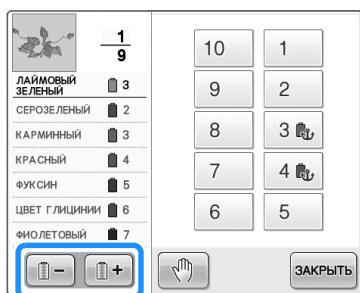 1
9
ЛАЙМОВЫЙ
ЗЕЛЕНЫЙ 3
СЕРОЗЕЛЕНЫЙ 2
КАРМИННЫЙ 3
КРАСНЫЙ 4
ФУКСИН 5
ЦВЕТ ГЛИЦИНИИ 6
ФИОЛЕТОВЫЙ 7
− +
10 1
9 2
8 3
7 4
6 5
ЗАКРЫТЬ